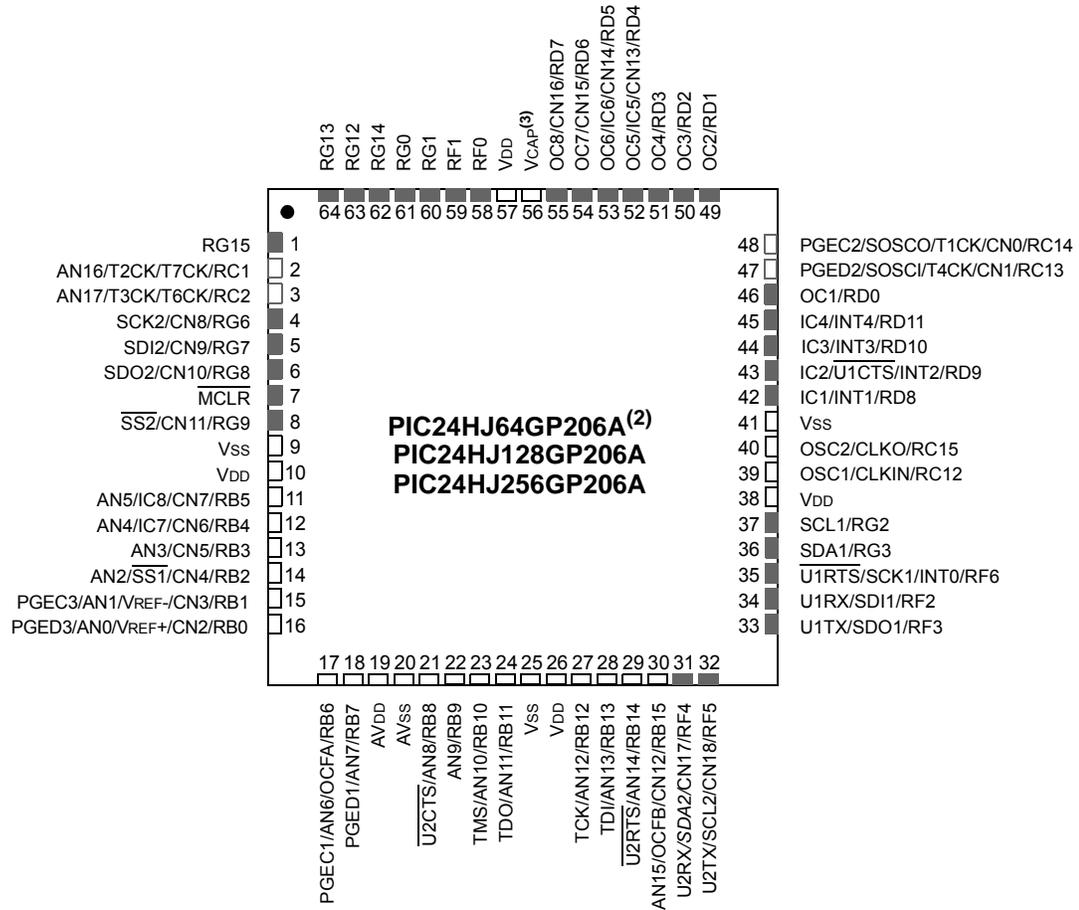 RG13
RG12
RG14
RG0
RG1
RF1
RF0
VDD
VCAP(3)
OC8/CN16/RD7
OC7/CN15/RD6
OC6/IC6/CN14/RD5
OC5/IC5/CN13/RD4
OC4/RD3
OC3/RD2
OC2/RD1
64 63 62 61 60 59 58 57 56 55 54 53 52 51 50 49
RG15 1
AN16/T2CK/T7CK/RC1 2
AN17/T3CK/T6CK/RC2 3
SCK2/CN8/RG6 4
SDI2/CN9/RG7 5
SDO2/CN10/RG8 6
MCLR 7
SS2/CN11/RG9 8
VSS 9
VDD 10
AN5/IC8/CN7/RB5 11
AN4/IC7/CN6/RB4 12
AN3/CN5/RB3 13
AN2/SS1/CN4/RB2 14
PGEC3/AN1/VREF-/CN3/RB1 15
PGED3/AN0/VREF+/CN2/RB0 16
PIC24HJ64GP206A(2)
PIC24HJ128GP206A
PIC24HJ256GP206A
48 PGEC2/SOSCO/T1CK/CN0/RC14
47 PGED2/SOSCI/T4CK/CN1/RC13
46 OC1/RD0
45 IC4/INT4/RD11
44 IC3/INT3/RD10
43 IC2/U1CTS/INT2/RD9
42 IC1/INT1/RD8
41 VSS
40 OSC2/CLKO/RC15
39 OSC1/CLKIN/RC12
38 VDD
37 SCL1/RG2
36 SDA1/RG3
35 U1RTS/SCK1/INT0/RF6
34 U1RX/SDI1/RF2
33 U1TX/SDO1/RF3
17 18 19 20 21 22 23 24 25 26 27 28 29 30 31 32
PGEC1/AN6/OCFA/RB6
PGED1/AN7/RB7
AVDD
AVSS
U2CTS/AN8/RB8
AN9/RB9
TMS/AN10/RB10
TDO/AN11/RB11
VSS
VDD
TCK/AN12/RB12
TDI/AN13/RB13
U2RTS/AN14/RB14
AN15/OCFB/CN12/RB15
U2RX/SDA2/CN17/RF4
U2TX/SCL2/CN18/RF5